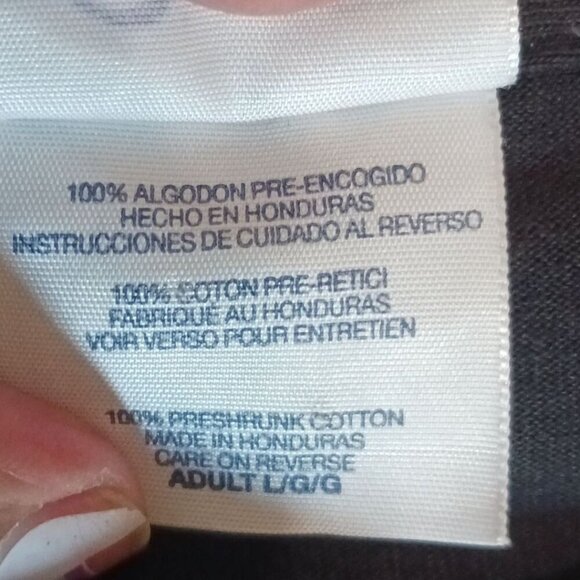 100% ALGODON PRE-ENCOGIDO
HECHO EN HONDURAS
INSTRUCCIONES DE CUIDADO AL REVERSO
100% COTON PRE-RETICI
FABRIQUE AU HONDURAS
VOIR VERSO POUR ENTRETIEN
100% PRESHRUNK COTTON
MADE IN HONDURAS
CARE ON REVERSE
ADULT L/G/G